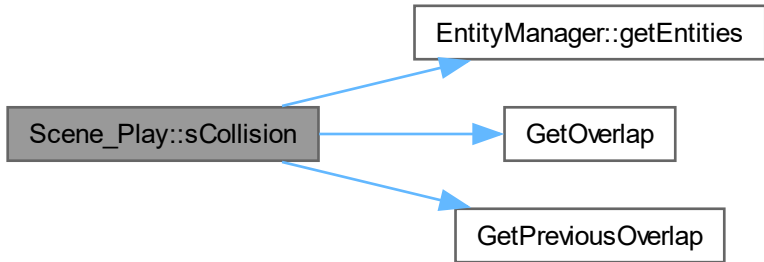 EntityManager::getEntities
Scene_Play::sCollision
GetOverlap
GetPreviousOverlap